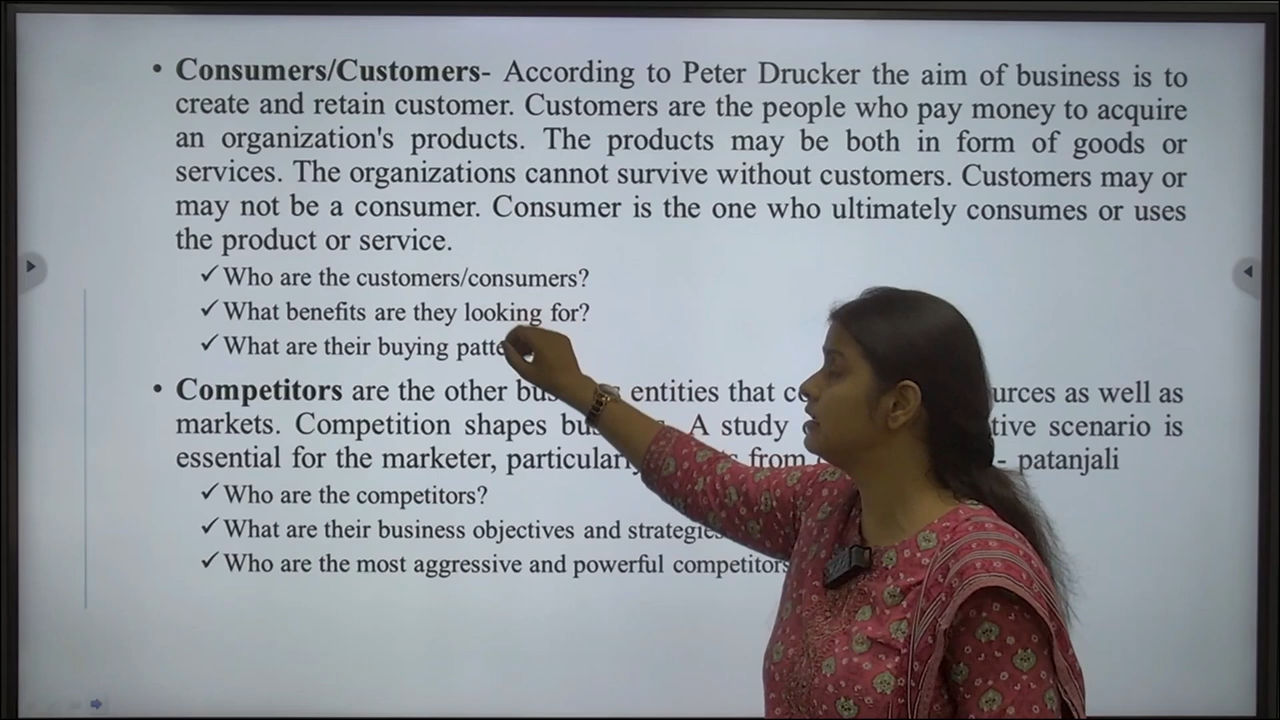 • Consumers/Customers- According to Peter Drucker the aim of business is to
create and retain customer. Customers are the people who pay money to acquire
an organization's products. The products may be both in form of goods or
services. The organizations cannot survive without customers. Customers may or
may not be a consumer. Consumer is the one who ultimately consumes or uses
the product or service.
✓ Who are the customers/consumers?
✓ What benefits are they looking for?
✓ What are their buying
• Competitors are the other entities that as well as
markets. Competition shapes A study scenario is
essential for the marketer, from - patanjali
✓ Who are the competitors?
✓ What are their business objectives and strategies
✓ Who are the most aggressive and powerful competitors